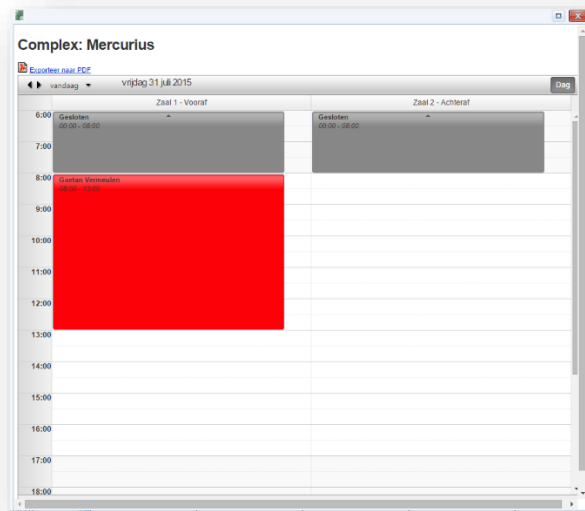 Complex: Mercurius
Exporteer naar PDF
vandaag
vrijdag 31 juli 2015
Dag
Zaal 1 - Vooraf
Zaal 2 - Achteraf
6:00
Gesloten
00:00 - 08:00
Gesloten
00:00 - 08:00
7:00
8:00
Gaetan Vermeulen
08:00 - 13:00
9:00
10:00
11:00
12:00
13:00
14:00
15:00
16:00
17:00
18:00